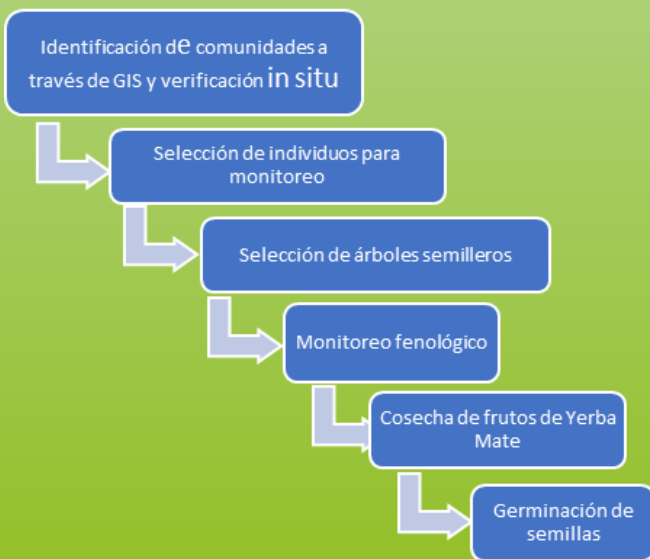 Identificación de comunidades a
través de GIS y verificación in situ
Selección de individuos para
monitoreo
Selección de árboles semilleros
Monitoreo fenológico
Cosecha de frutos de Yerba
Mate
Germinación de
semillas